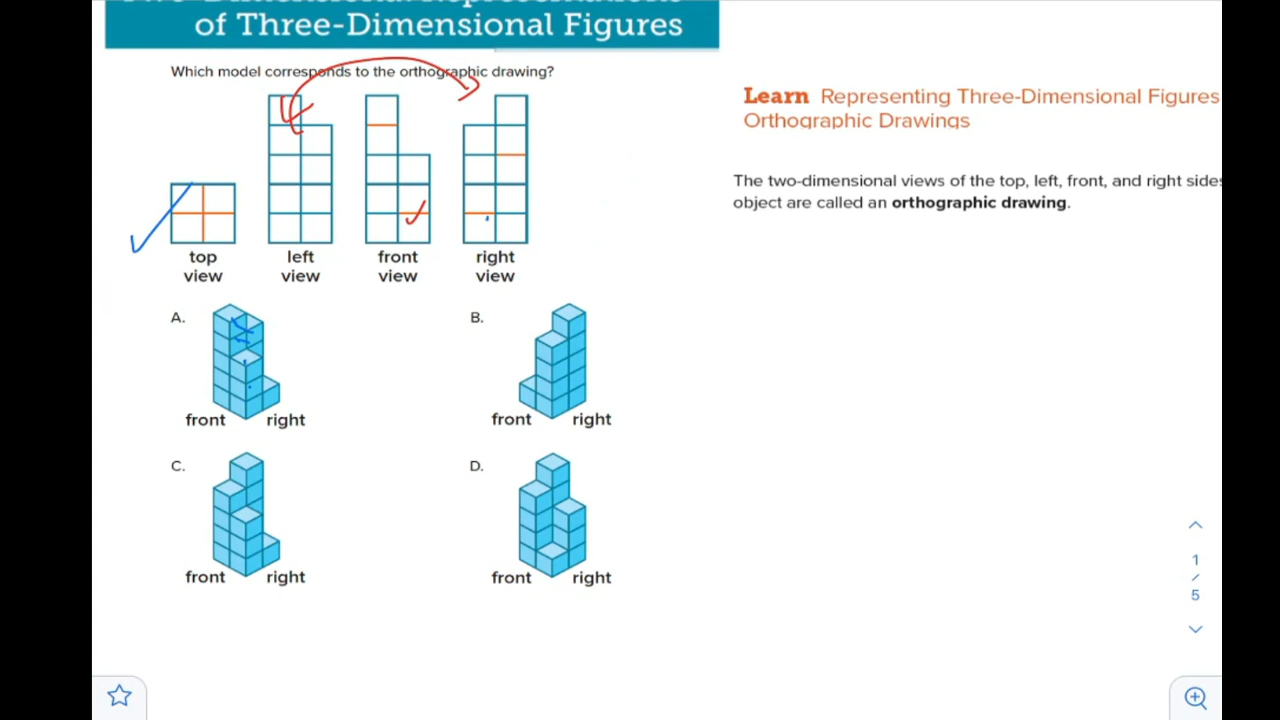 of Three-Dimensional Figures
Which model corresponds to the orthographic drawing?
Learn Representing Three-Dimensional Figures
Orthographic Drawings
The two-dimensional views of the top, left, front, and right
object are called an orthographic drawing.
top view
left view
front view
right view
A.
front right
B.
front right
C.
front right
D.
front right
1
/
5